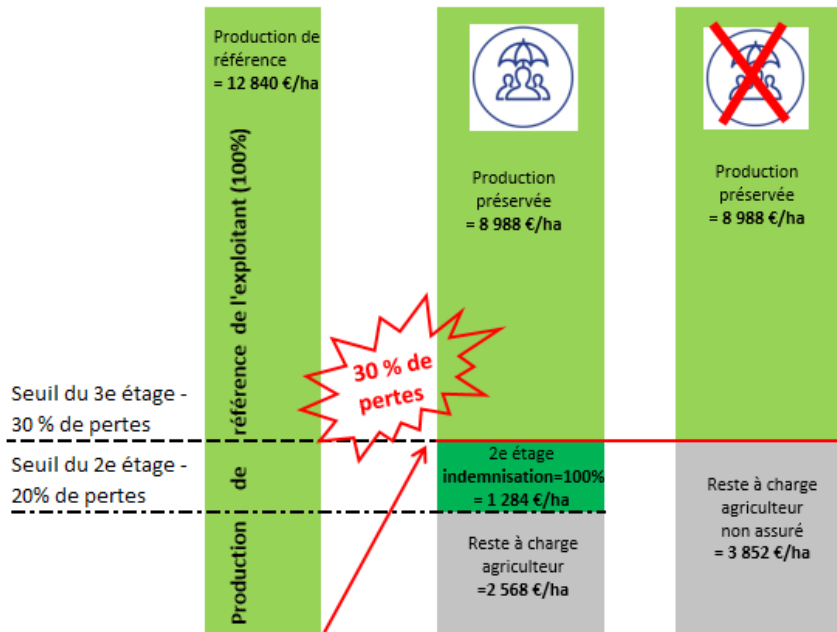 Production de
référence
= 12 840 €/ha
Production de référence de l'exploitant (100%)
Production
préservée
= 8 988 €/ha
Production
préservée
= 8 988 €/ha
30 % de
pertes
Seuil du 3e étage -
30 % de pertes
Seuil du 2e étage -
20% de pertes
2e étage
indemnisation=100%
= 1 284 €/ha
Reste à charge
agriculteur
=2 568 €/ha
Reste à charge
agriculteur
non assuré
= 3 852 €/ha